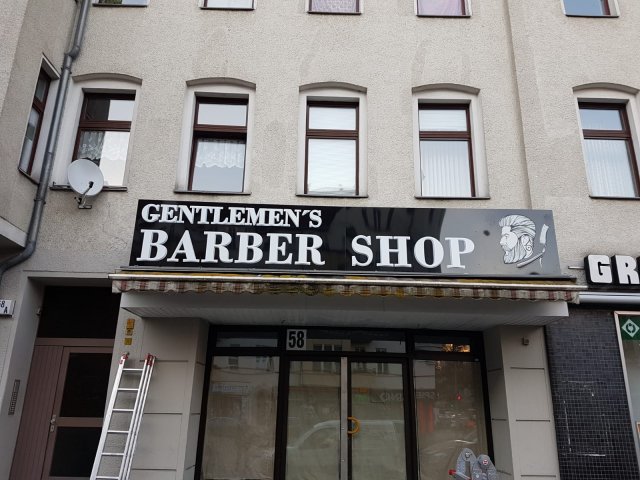 GENTLEMEN´S
BARBER SHOP
58
GR